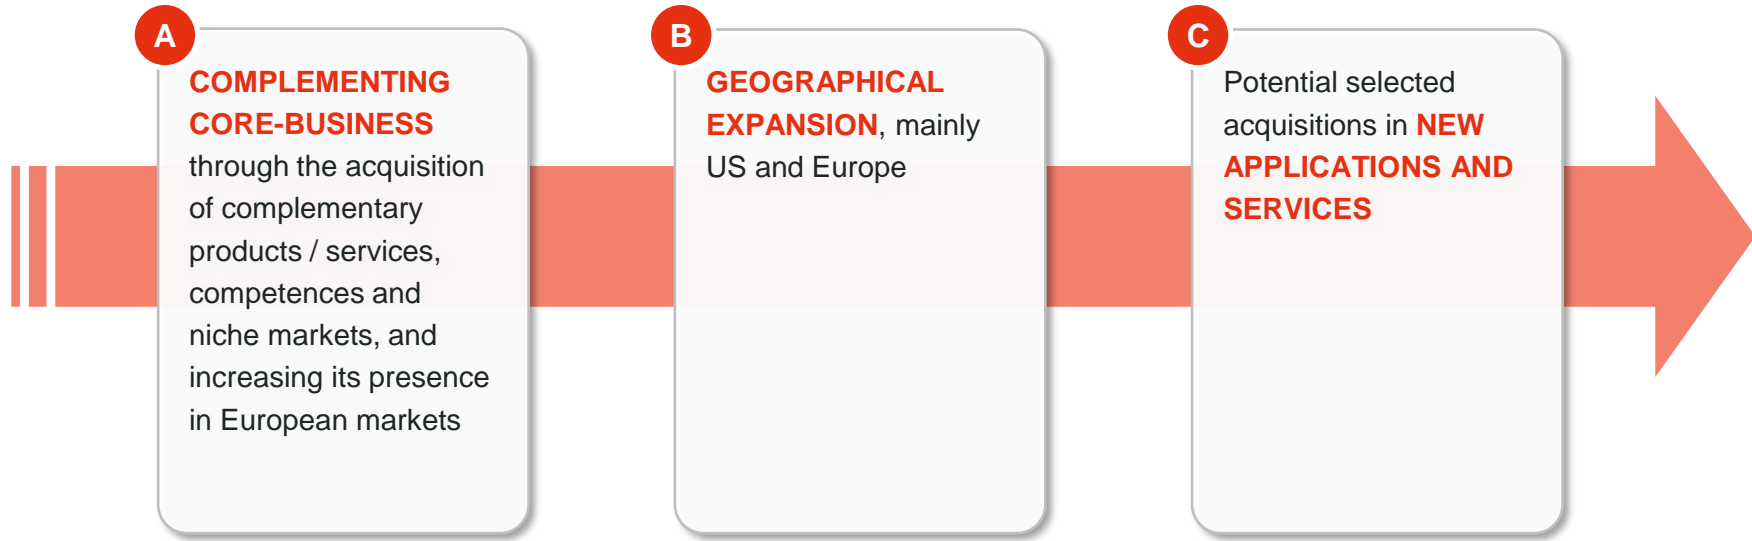 A
COMPLEMENTING
CORE-BUSINESS
through the acquisition
of complementary
products / services,
competences and
niche markets, and
increasing its presence
in European markets
B
GEOGRAPHICAL
EXPANSION, mainly
US and Europe
C
Potential selected
acquisitions in NEW
APPLICATIONS AND
SERVICES